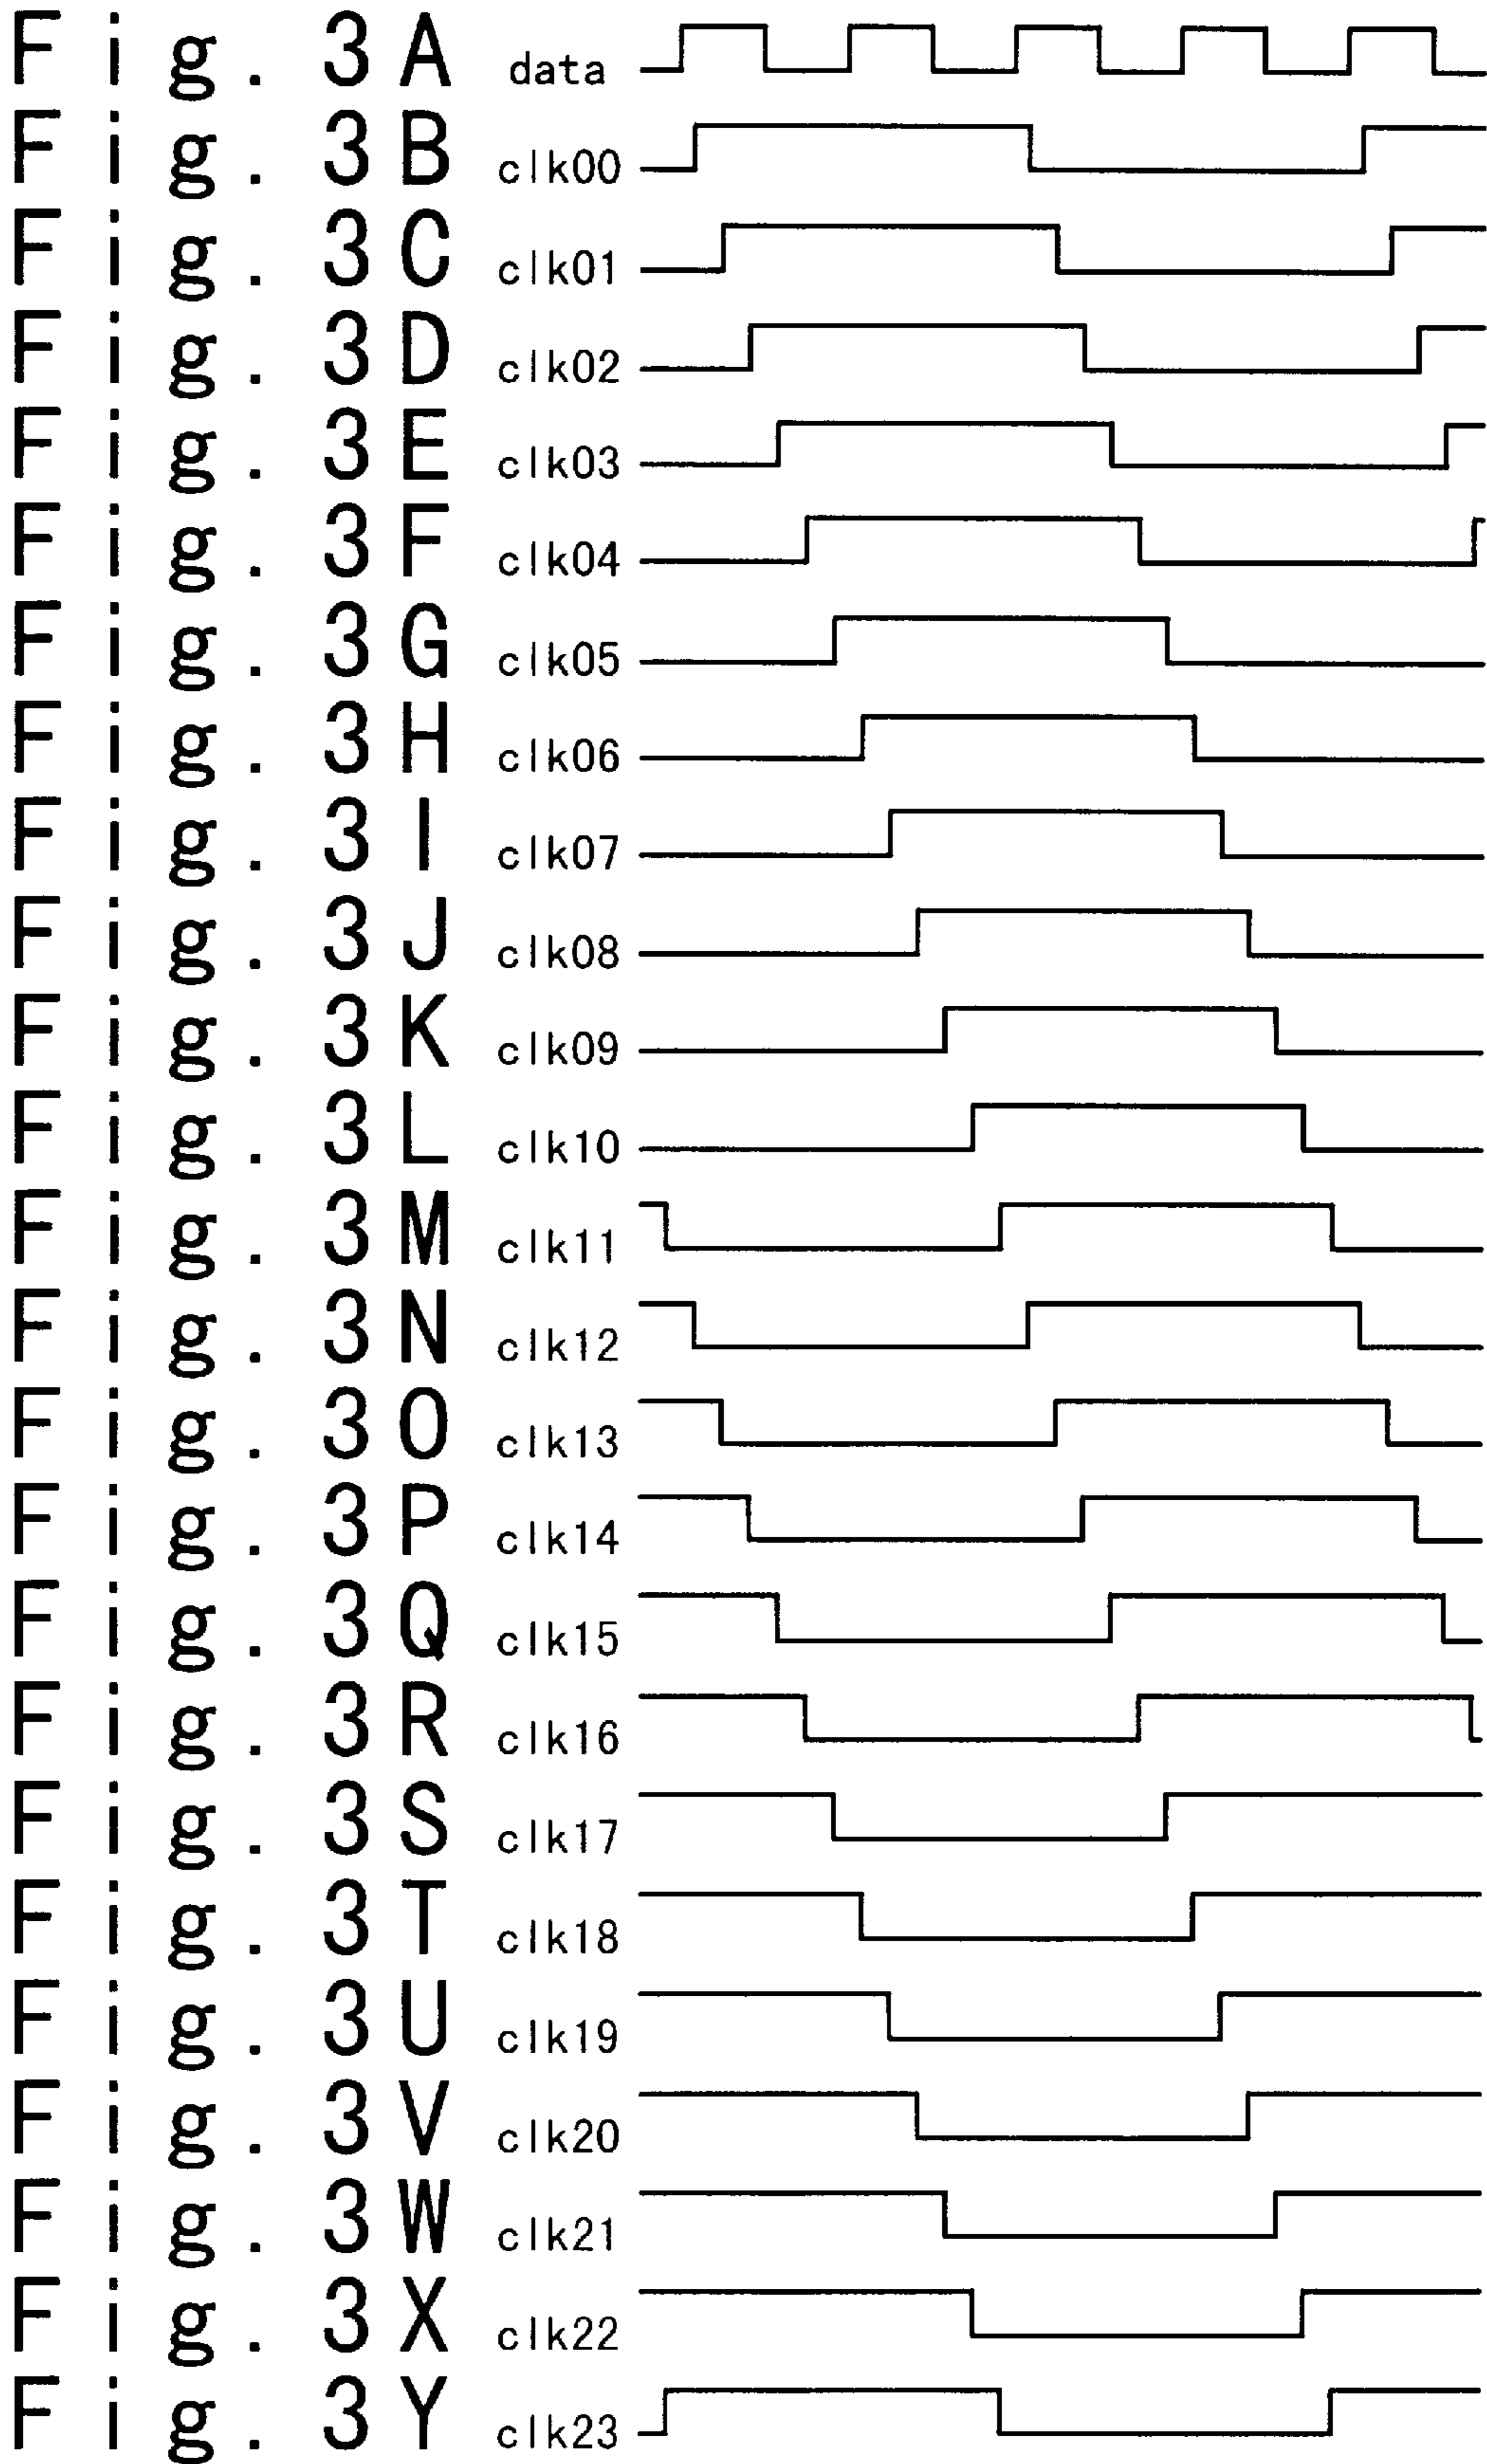 Fig. 3A data
Fig. 3B clk00
Fig. 3C clk01
Fig. 3D clk02
Fig. 3E clk03
Fig. 3F clk04
Fig. 3G clk05
Fig. 3H clk06
Fig. 3I clk07
Fig. 3J clk08
Fig. 3K clk09
Fig. 3L clk10
Fig. 3M clk11
Fig. 3N clk12
Fig. 3O clk13
Fig. 3P clk14
Fig. 3Q clk15
Fig. 3R clk16
Fig. 3S clk17
Fig. 3T clk18
Fig. 3U clk19
Fig. 3V clk20
Fig. 3W clk21
Fig. 3X clk22
Fig. 3Y clk23